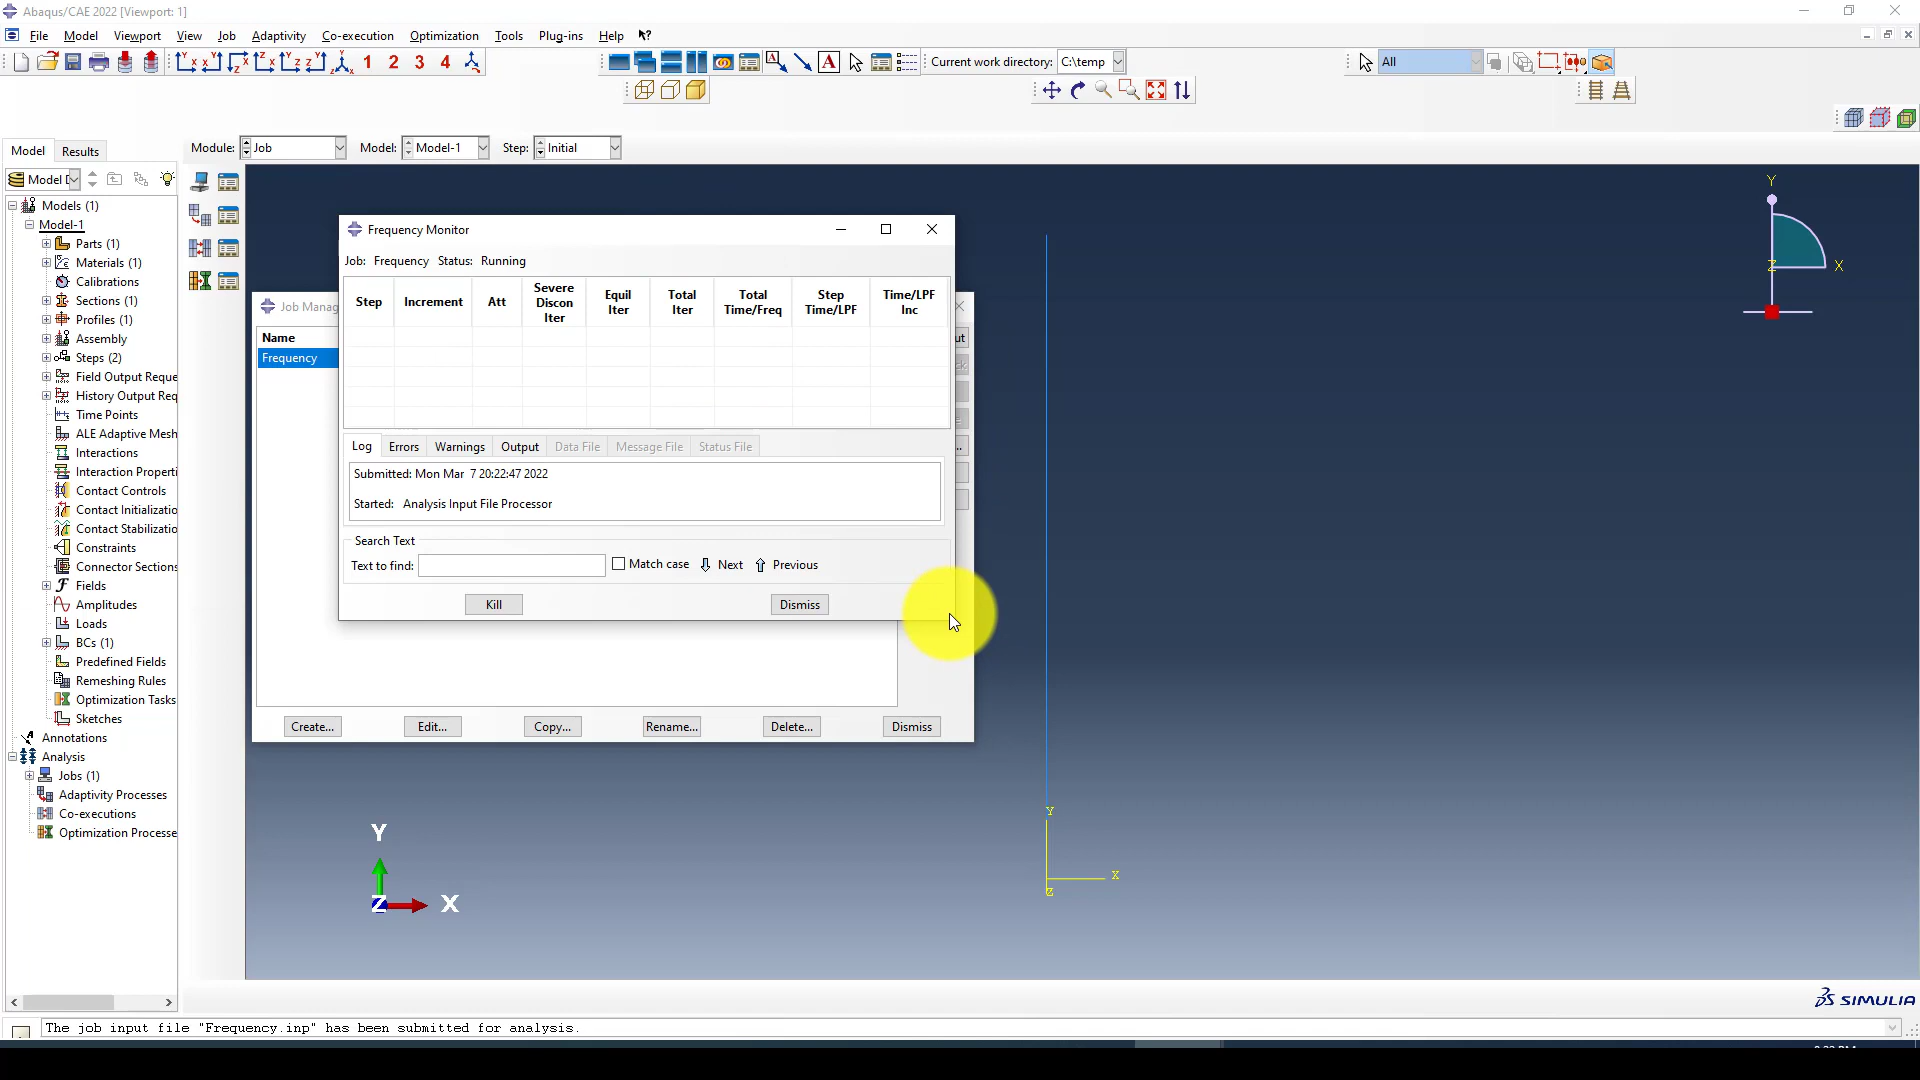 Abaqus/CAE 2022 [Viewport: 1]
File Model Viewport View Job Adaptivity Co-execution Optimization Tools Plug-ins Help
1 2 3 4 Current work directory: C:\temp All
Model Results Module: Job Model: Model-1 Step: Initial
Model
Models (1)
Model-1
Parts (1)
Materials (1)
Calibrations
Sections (1)
Profiles (1)
Assembly
Steps (2)
Field Output Reque
History Output Req
Time Points
ALE Adaptive Mesh
Interactions
Interaction Properti
Contact Controls
Contact Initializatio
Contact Stabilizatio
Constraints
Connector Sections
Fields
Amplitudes
Loads
BCs (1)
Predefined Fields
Remeshing Rules
Optimization Tasks
Sketches
Annotations
Analysis
Jobs (1)
Adaptivity Processes
Co-executions
Optimization Processe
Job Manag
Name
Frequency
Create... Edit... Copy... Rename... Delete... Dismiss
Frequency Monitor
Job: Frequency Status: Running
Step Increment Att Severe Discon Iter Equil Iter Total Iter Total Time/Freq Step Time/LPF Time/LPF Inc
Log Errors Warnings Output Data File Message File Status File
Submitted: Mon Mar 7 20:22:47 2022
Started: Analysis Input File Processor
Search Text
Text to find: Match case Next Previous
Kill Dismiss
Y
Z X
Y
X
Z
Y
Z X
SIMULIA
The job input file "Frequency.inp" has been submitted for analysis.